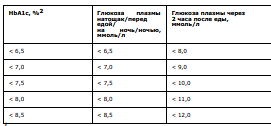 HbA1c, %2
Глюкоза плазмы
натощак/перед
едой/
на ночь/ночью,
ммоль/л
Глюкоза плазмы через
2 часа после еды,
ммоль/л
< 6,5 < 6,5 < 8,0
< 7,0 < 7,0 < 9,0
< 7,5 < 7,5 < 10,0
< 8,0 < 8,0 < 11,0
< 8,5 < 8,5 < 12,0